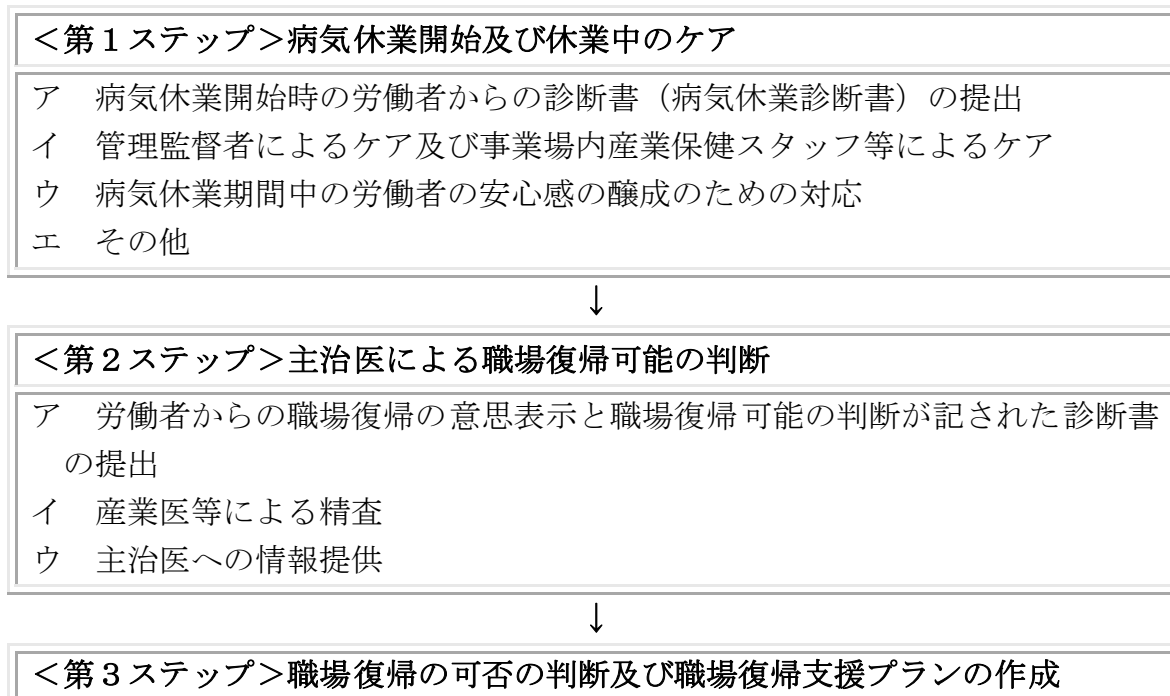 ＜第１ステップ＞病気休業開始及び休業中のケア
ア　病気休業開始時の労働者からの診断書（病気休業診断書）の提出
イ　管理監督者によるケア及び事業場内産業保健スタッフ等によるケア
ウ　病気休業期間中の労働者の安心感の醸成のための対応
エ　その他
↓
＜第２ステップ＞主治医による職場復帰可能の判断
ア　労働者からの職場復帰の意思表示と職場復帰可能の判断が記された診断書
の提出
イ　産業医等による精査
ウ　主治医への情報提供
↓
＜第３ステップ＞職場復帰の可否の判断及び職場復帰支援プランの作成